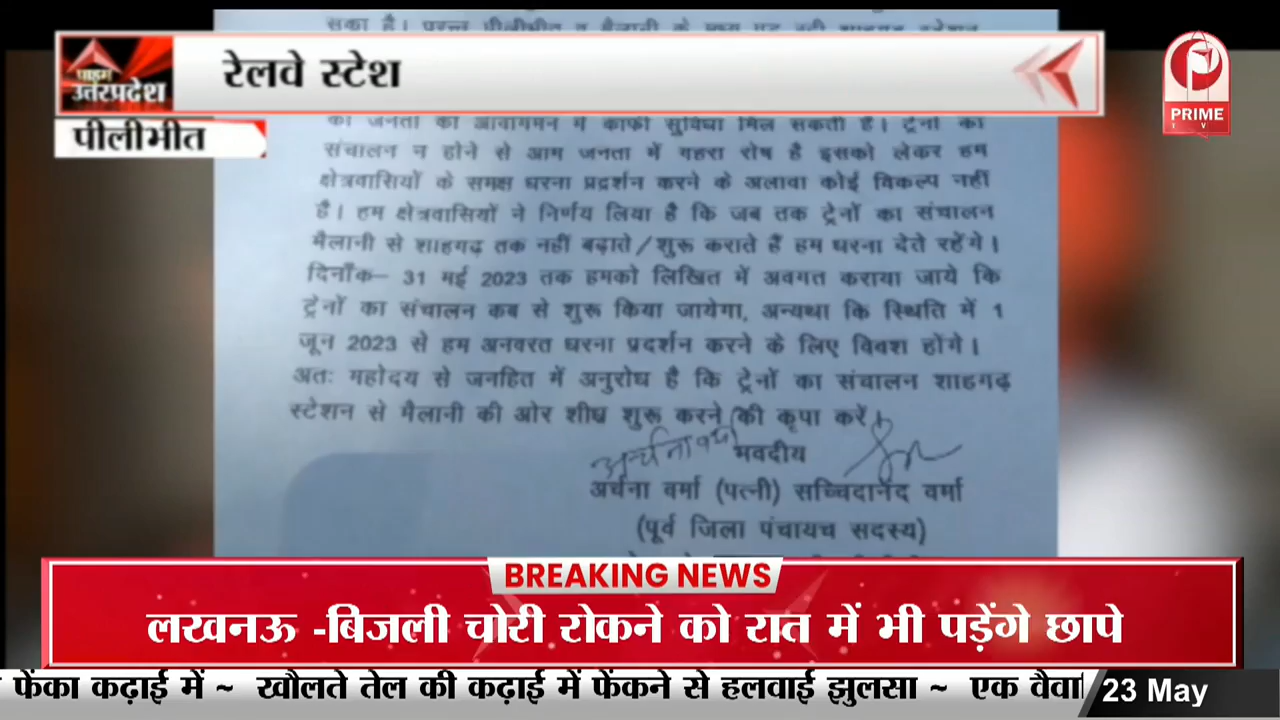 प्राइम
उत्तरप्रदेश
रेलवे स्टेश
पीलीभीत
PRIME
TV
का जनता का आवागमन में काफी सुविधा मिल सकती है। ट्रेनों का
संचालन न होने से आम जनता में गहरा रोष है इसको लेकर हम
क्षेत्रवासियों के समक्ष धरना प्रदर्शन करने के अलावा कोई विकल्प नहीं
है। हम क्षेत्रवासियों ने निर्णय लिया है कि जब तक ट्रेनों का संचालन
मैलानी से शाहगढ़ तक नहीं बढ़ाते/शुरू कराते हैं हम धरना देते रहेंगे।
दिनाँक– 31 मई 2023 तक हमको लिखित में अवगत कराया जाये कि
ट्रेनों का संचालन कब से शुरू किया जायेगा, अन्यथा कि स्थिति में 1
जून 2023 से हम अनवरत धरना प्रदर्शन करने के लिए विवश होंगे।
अतः महोदय से जनहित में अनुरोध है कि ट्रेनों का संचालन शाहगढ़
स्टेशन से मैलानी की ओर शीघ्र शुरू करने की कृपा करें।
भवदीय
अर्चना वर्मा (पत्नी) सच्चिदानंद वर्मा
(पूर्व जिला पंचायच सदस्य)
BREAKING NEWS
लखनऊ -बिजली चोरी रोकने को रात में भी पड़ेंगे छापे
फेंका कढ़ाई में ~ खौलते तेल की कढ़ाई में फेंकने से हलवाई झुलसा ~ एक
23 May